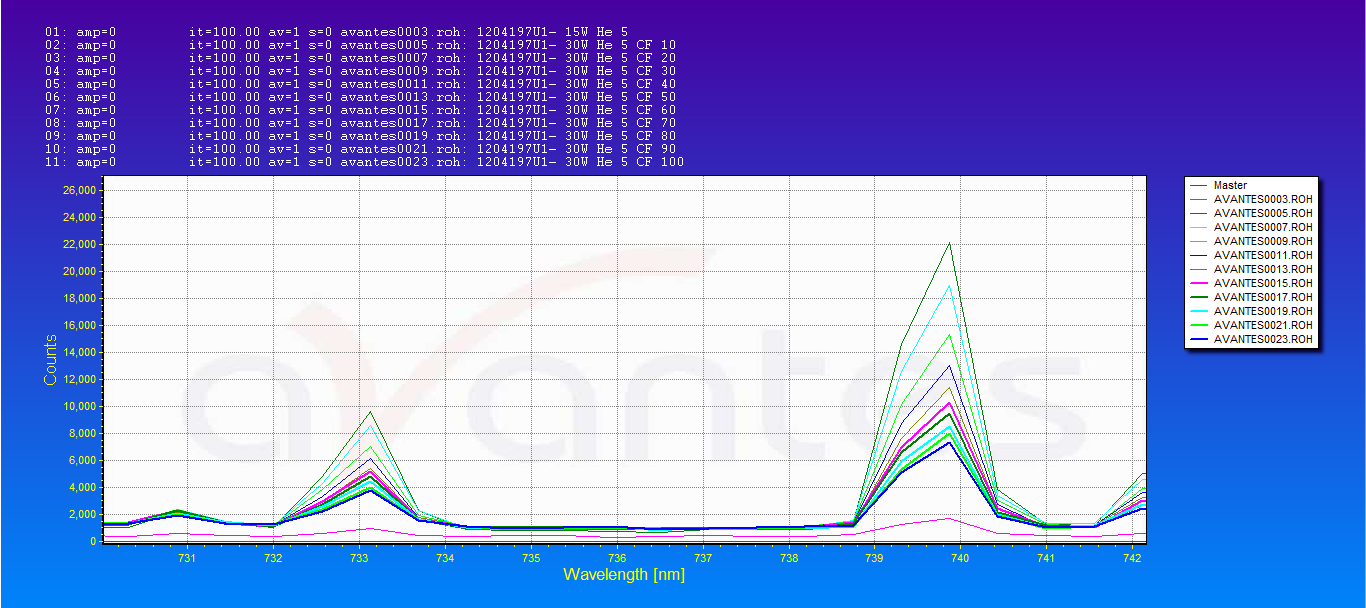 01: amp=0 it=100.00 av=1 s=0 avantes0003.roh: 1204197U1- 15W He 5
02: amp=0 it=100.00 av=1 s=0 avantes0005.roh: 1204197U1- 30W He 5 CF 10
03: amp=0 it=100.00 av=1 s=0 avantes0007.roh: 1204197U1- 30W He 5 CF 20
04: amp=0 it=100.00 av=1 s=0 avantes0009.roh: 1204197U1- 30W He 5 CF 30
05: amp=0 it=100.00 av=1 s=0 avantes0011.roh: 1204197U1- 30W He 5 CF 40
06: amp=0 it=100.00 av=1 s=0 avantes0013.roh: 1204197U1- 30W He 5 CF 50
07: amp=0 it=100.00 av=1 s=0 avantes0015.roh: 1204197U1- 30W He 5 CF 60
08: amp=0 it=100.00 av=1 s=0 avantes0017.roh: 1204197U1- 30W He 5 CF 70
09: amp=0 it=100.00 av=1 s=0 avantes0019.roh: 1204197U1- 30W He 5 CF 80
10: amp=0 it=100.00 av=1 s=0 avantes0021.roh: 1204197U1- 30W He 5 CF 90
11: amp=0 it=100.00 av=1 s=0 avantes0023.roh: 1204197U1- 30W He 5 CF 100
26,000
24,000
22,000
20,000
18,000
16,000
14,000
12,000
10,000
8,000
6,000
4,000
2,000
0
Counts
avantes
731 732 733 734 735 736 737 738 739 740 741 742
Wavelength [nm]
Master
AVANTES0003.ROH
AVANTES0005.ROH
AVANTES0007.ROH
AVANTES0009.ROH
AVANTES0011.ROH
AVANTES0013.ROH
AVANTES0015.ROH
AVANTES0017.ROH
AVANTES0019.ROH
AVANTES0021.ROH
AVANTES0023.ROH